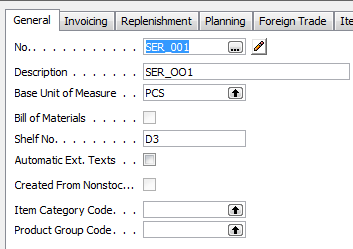 General Invoicing Replenishment Planning Foreign Trade
No. SER_001 ...
Description SER_OO1
Base Unit of Measure PCS
Bill of Materials
Shelf No. D3
Automatic Ext. Texts
Created From Nonstoc...
Item Category Code
Product Group Code